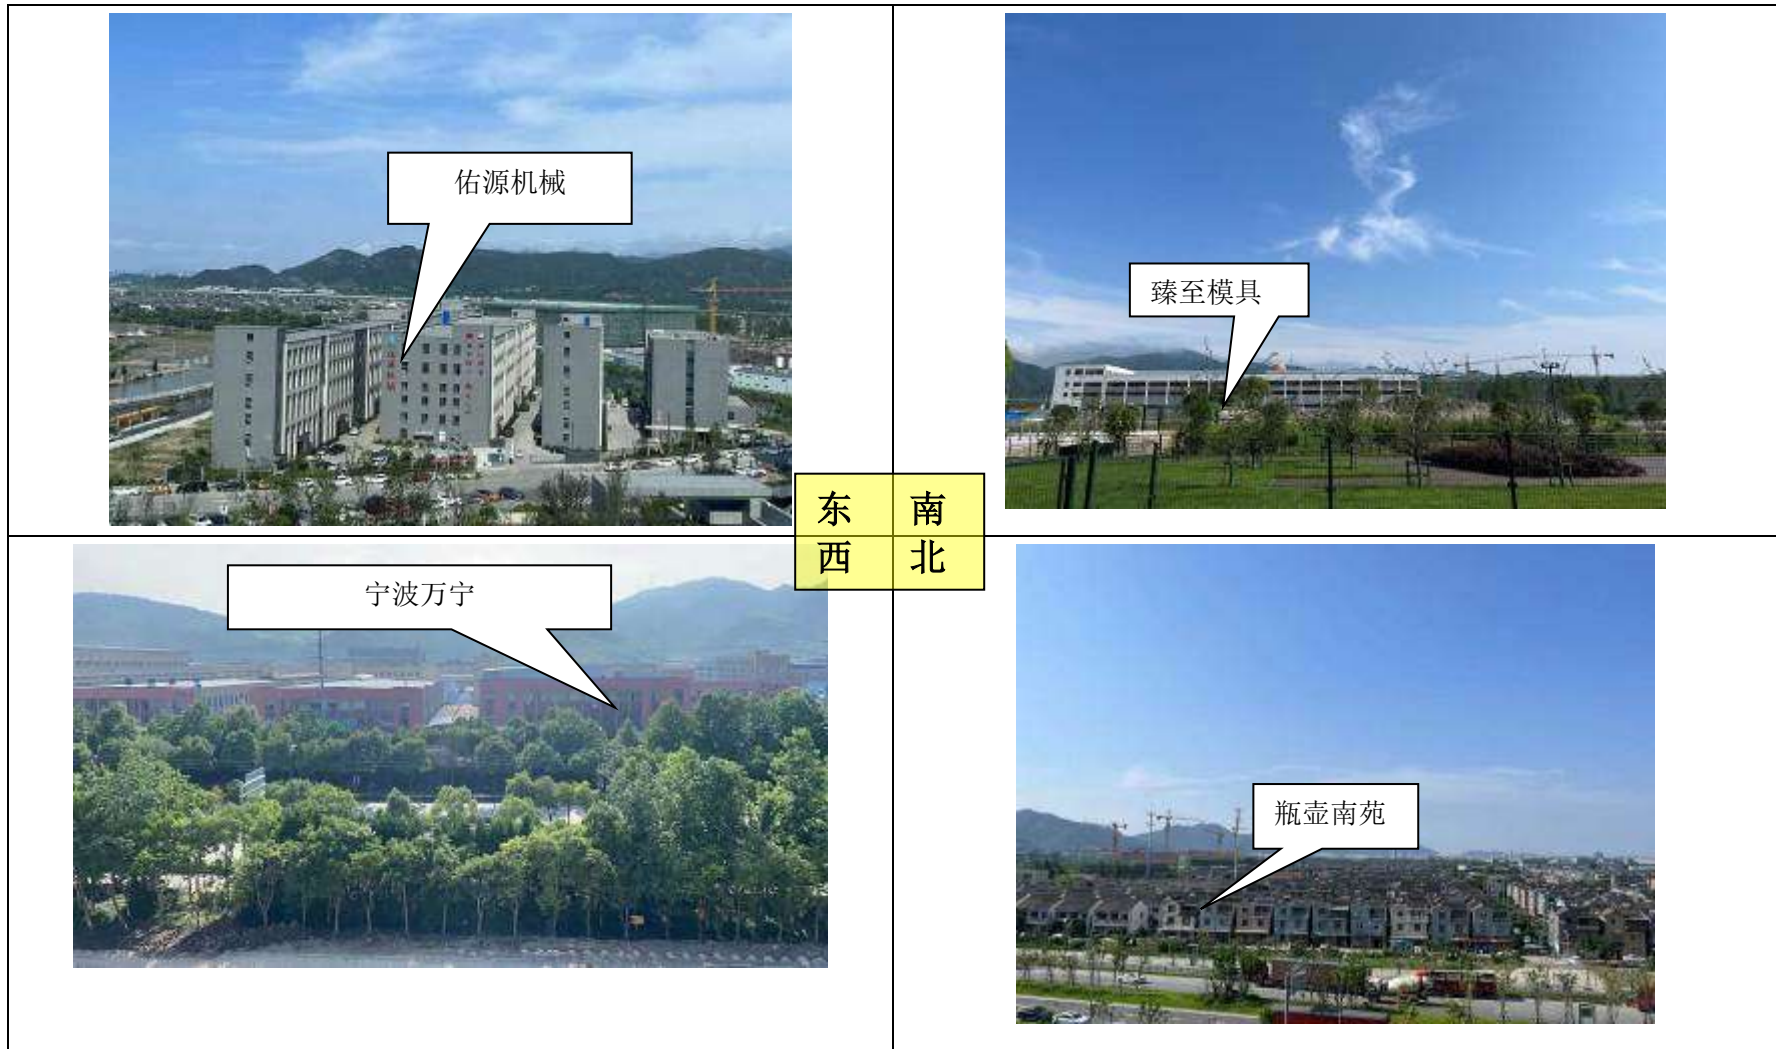 佑源机械
臻至模具
东 南
西 北
宁波万宁
瓶壶南苑